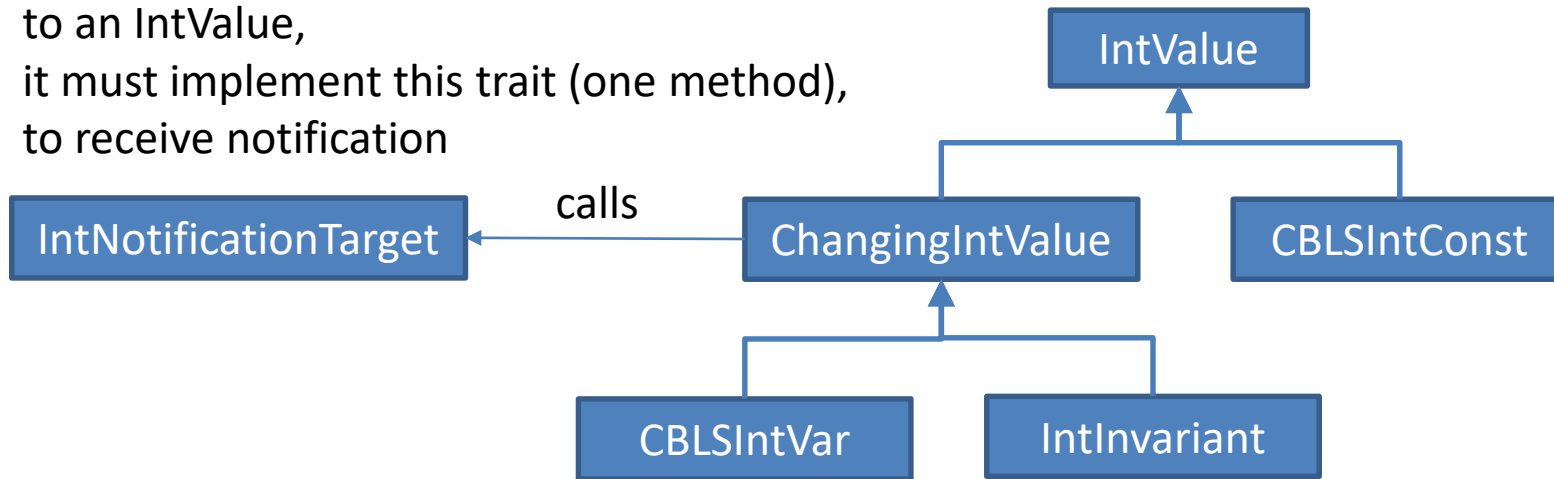 to an IntValue,
it must implement this trait (one method),
to receive notification
IntValue
calls
IntNotificationTarget
ChangingIntValue
CBLSIntConst
CBLSIntVar
IntInvariant